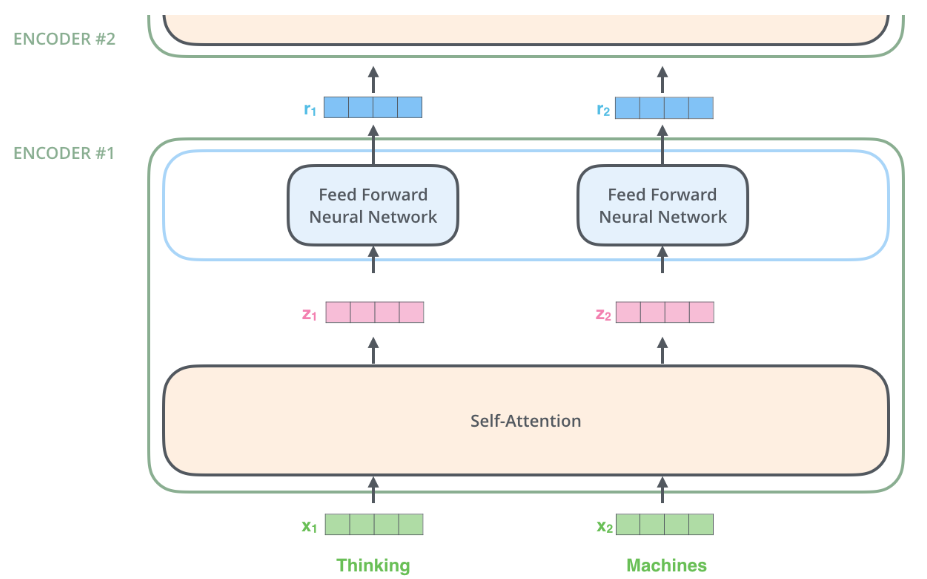 ENCODER #2
r1
r2
ENCODER #1
Feed Forward
Neural Network
Feed Forward
Neural Network
z1
z2
Self-Attention
x1
x2
Thinking
Machines